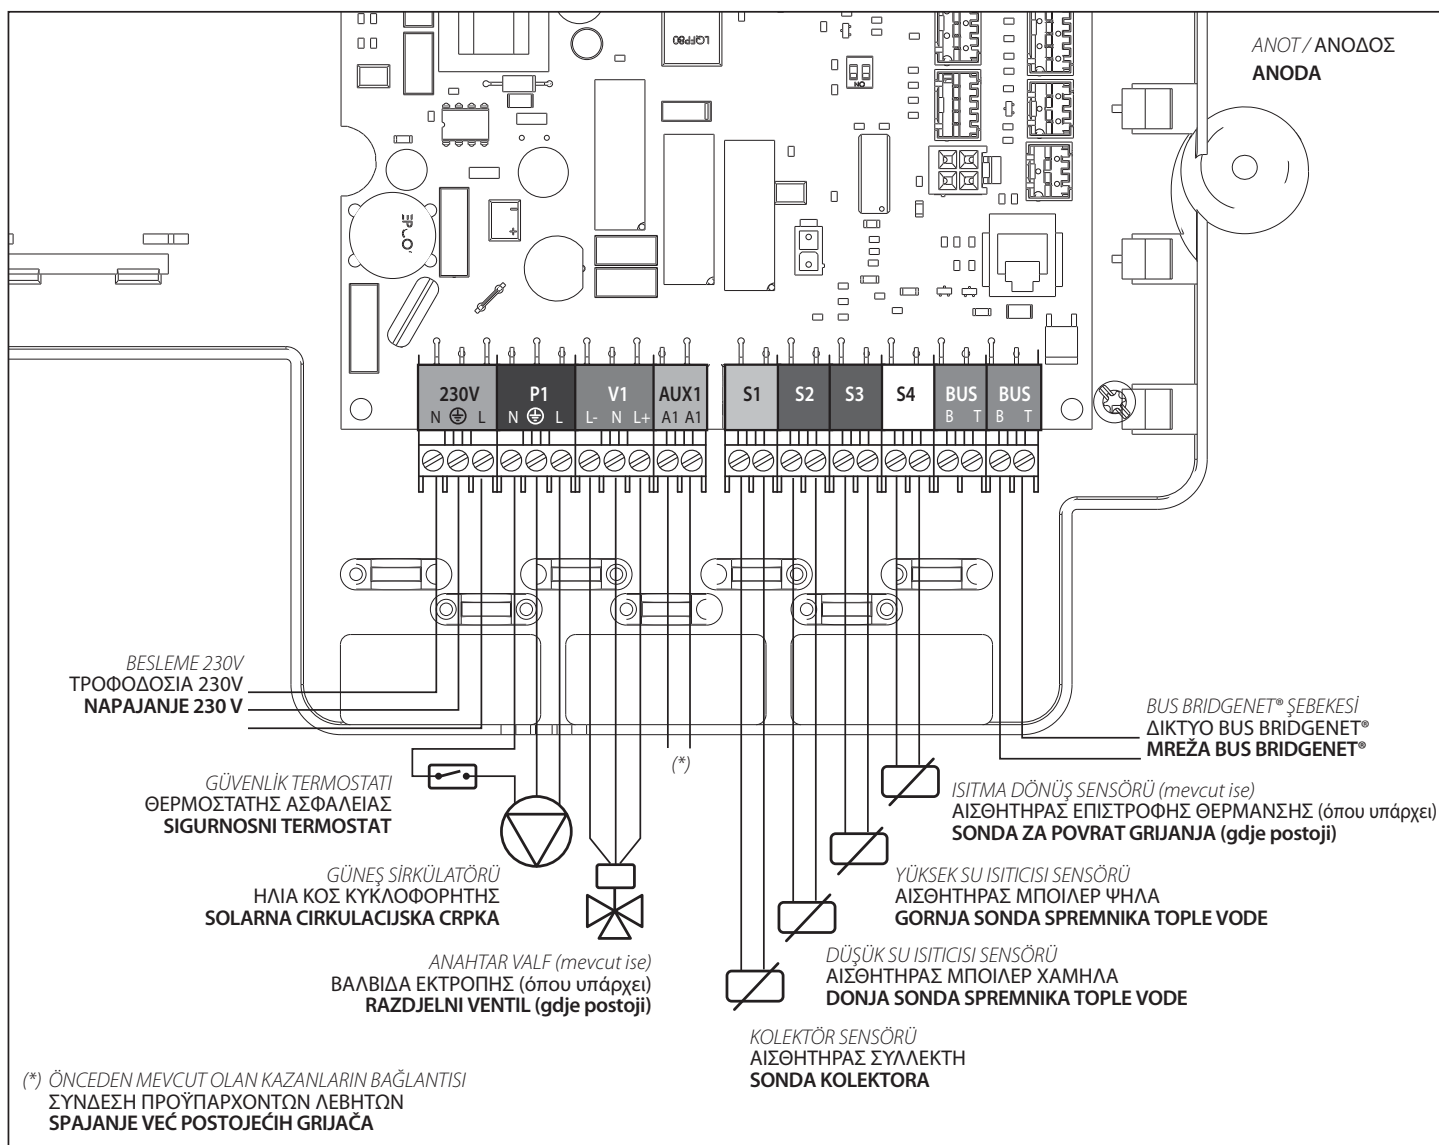 LQFP80
NO
ANOT / ΑΝΟΔΟΣ
ANODA
230V P1 V1 AUX1 S1 S2 S3 S4 BUS BUS
N L N L L- N L+ A1 A1 B T B T
BESLEME 230V
ΤΡΟΦΟΔΟΣΙΑ 230V
NAPAJANJE 230 V
BUS BRIDGENET® ŞEBEKESİ
ΔΙΚΤΥΟ BUS BRIDGENET®
MREŽA BUS BRIDGENET®
(*)
GÜVENLİK TERMOSTATI
ΘΕΡΜΟΣΤΑΤΗΣ ΑΣΦΑΛΕΙΑΣ
SIGURNOSNI TERMOSTAT
ISITMA DÖNÜŞ SENSÖRÜ (mevcut ise)
ΑΙΣΘΗΤΗΡΑΣ ΕΠΙΣΤΡΟΦΗΣ ΘΕΡΜΑΝΣΗΣ (όπου υπάρχει)
SONDA ZA POVRAT GRIJANJA (gdje postoji)
GÜNEŞ SİRKÜLATÖRÜ
ΗΛΙΑ ΚΟΣ ΚΥΚΛΟΦΟΡΗΤΗΣ
SOLARNA CIRKULACIJSKA CRPKA
YÜKSEK SU ISITICISI SENSÖRÜ
ΑΙΣΘΗΤΗΡΑΣ ΜΠΟΙΛΕΡ ΨΗΛΑ
GORNJA SONDA SPREMNIKA TOPLE VODE
ANAHTAR VALF (mevcut ise)
ΒΑΛΒΙΔΑ ΕΚΤΡΟΠΗΣ (όπου υπάρχει)
RAZDJELNI VENTIL (gdje postoji)
DÜŞÜK SU ISITICISI SENSÖRÜ
ΑΙΣΘΗΤΗΡΑΣ ΜΠΟΙΛΕΡ ΧΑΜΗΛΑ
DONJA SONDA SPREMNIKA TOPLE VODE
KOLEKTÖR SENSÖRÜ
ΑΙΣΘΗΤΗΡΑΣ ΣΥΛΛΕΚΤΗ
SONDA KOLEKTORA
(*) ÖNCEDEN MEVCUT OLAN KAZANLARIN BAĞLANTISI
ΣΥΝΔΕΣΗ ΠΡΟΫΠΑΡΧΟΝΤΩΝ ΛΕΒΗΤΩΝ
SPAJANJE VEĆ POSTOJEĆIH GRIJAČA